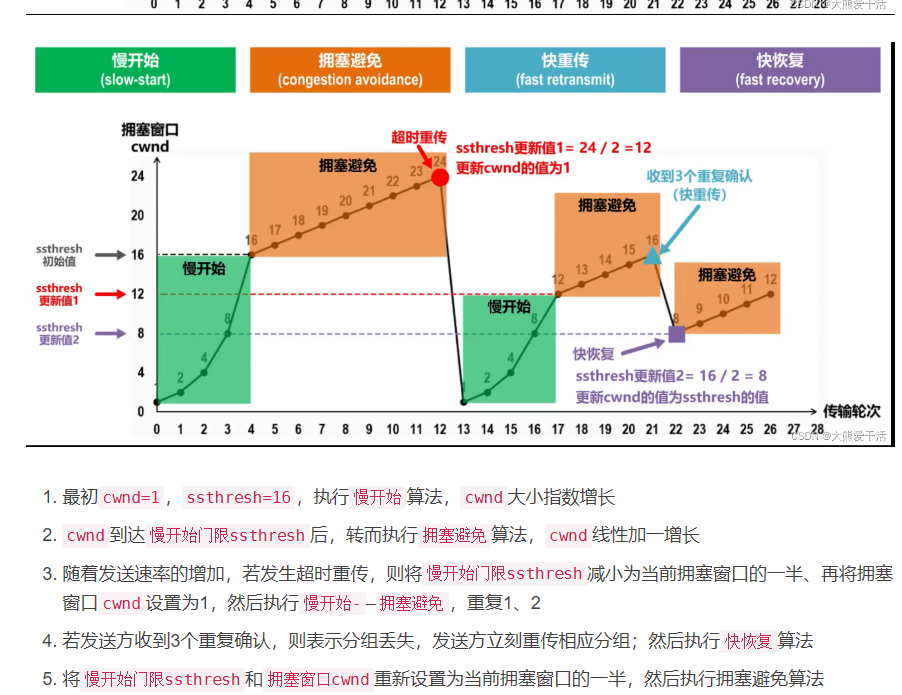 0 1 2 3 4 5 6 7 8 9 10 11 12 13 14 15 16 17 18 19 20 21 22 23 24 25 26 27 28
CSDN @大熊爱干活
慢开始 拥塞避免 快重传 快恢复
(slow-start) (congestion avoidance) (fast retransmit) (fast recovery)
拥塞窗口
cwnd
超时重传
ssthresh更新值1= 24 / 2 =12
更新cwnd的值为1
收到3个重复确认
(快重传)
24
20
16
12
8
4
0
ssthresh
初始值
ssthresh
更新值1
ssthresh
更新值2
慢开始
1 2 4 8
拥塞避免
16 17 18 19 20 21 22 23 24
慢开始
1 2 4 8
拥塞避免
12 13 14 15 16
拥塞避免
8 9 10 11 12
快恢复
ssthresh更新值2= 16 / 2 = 8
更新cwnd的值为ssthresh的值
传输轮次
0 1 2 3 4 5 6 7 8 9 10 11 12 13 14 15 16 17 18 19 20 21 22 23 24 25 26 27 28
CSDN @大熊爱干活
1. 最初 cwnd=1 , ssthresh=16 ，执行 慢开始 算法， cwnd 大小指数增长
2. cwnd 到达 慢开始门限ssthresh 后，转而执行 拥塞避免 算法， cwnd 线性加一增长
3. 随着发送速率的增加，若发生超时重传，则将 慢开始门限ssthresh 减小为当前拥塞窗口的一半、再将拥塞
窗口 cwnd 设置为1，然后执行 慢开始-–拥塞避免 ，重复1、2
4. 若发送方收到3个重复确认，则表示分组丢失，发送方立刻重传相应分组；然后执行 快恢复 算法
5. 将 慢开始门限ssthresh 和 拥塞窗口cwnd 重新设置为当前拥塞窗口的一半，然后执行拥塞避免算法